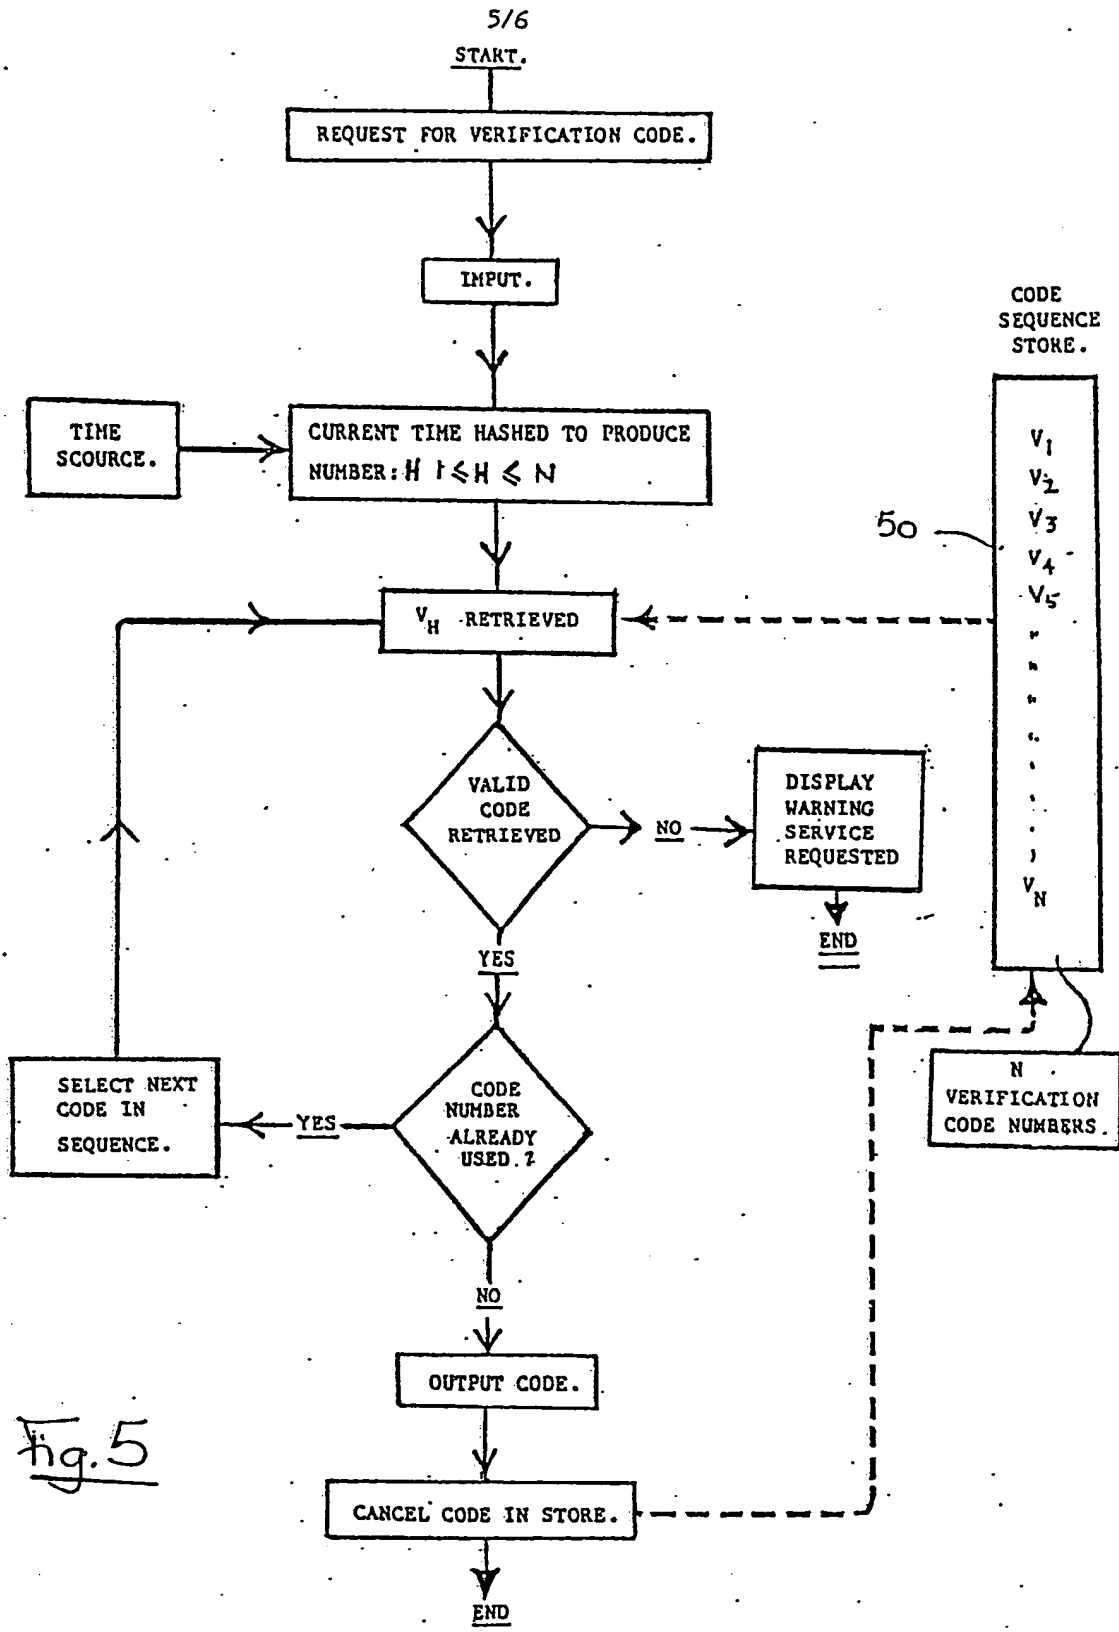 5/6
START.
REQUEST FOR VERIFICATION CODE.
IMPUT.
CODE
SEQUENCE
STORE.
TIME
SCOURCE.
CURRENT TIME HASHED TO PRODUCE
NUMBER: H 1 ≤ H ≤ N
V1
V2
V3
V4
V5
VN
50
VH RETRIEVED
VALID
CODE
RETRIEVED
NO
DISPLAY
WARNING
SERVICE
REQUESTED
END
YES
N
VERIFICATION
CODE NUMBERS.
SELECT NEXT
CODE IN
SEQUENCE.
YES
CODE
NUMBER
ALREADY
USED.?
NO
OUTPUT CODE.
Fig. 5
CANCEL CODE IN STORE.
END